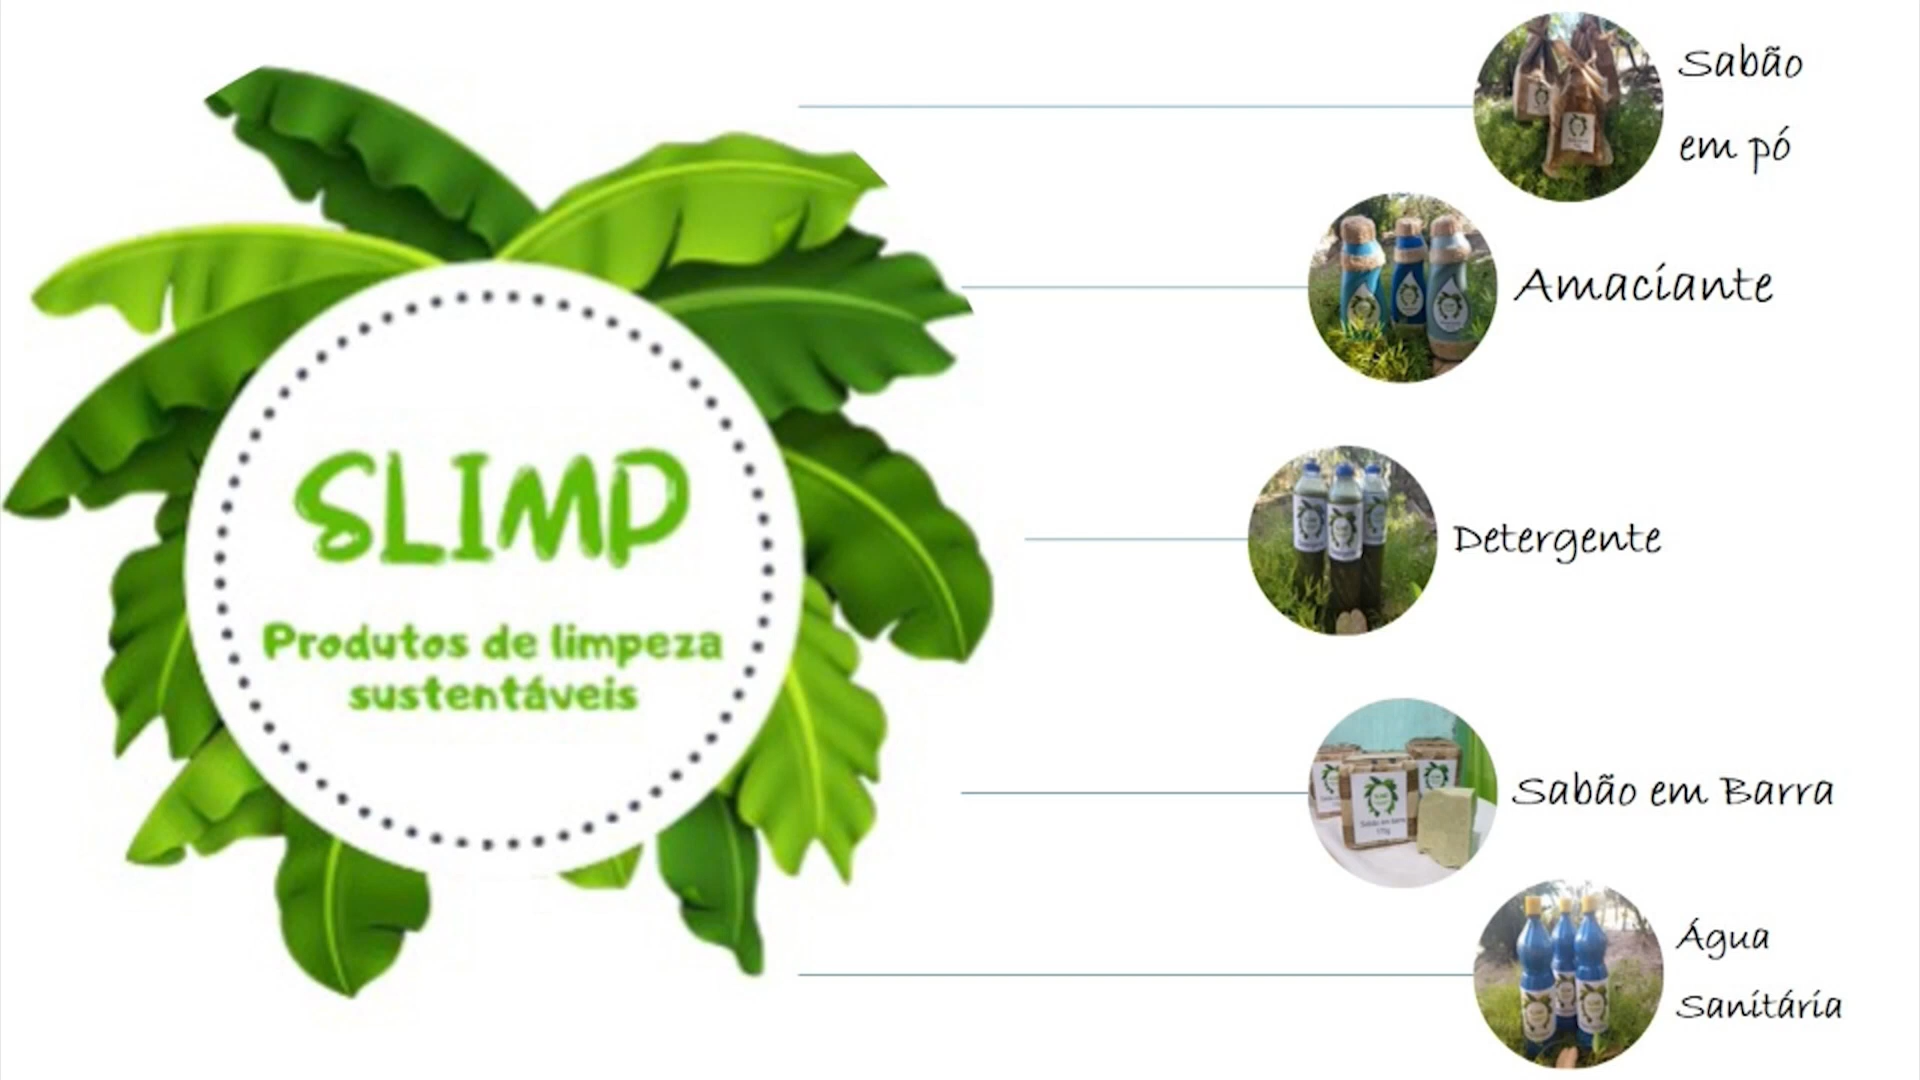 SLIMP
Produtos de limpeza
sustentáveis
Sabão
em pó
Amaciante
Detergente
Sabão em Barra
Água
Sanitária